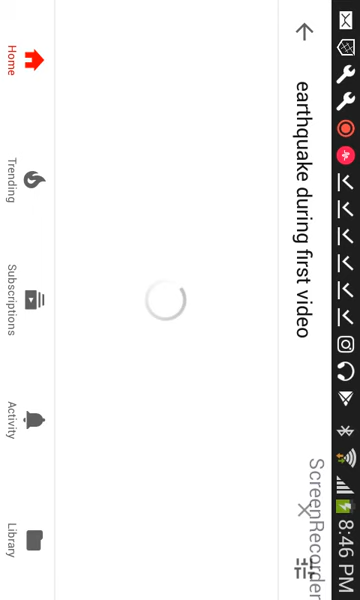 8:46 PM
earthquake during first video
ScreenRecorder
Home
Trending
Subscriptions
Activity
Library